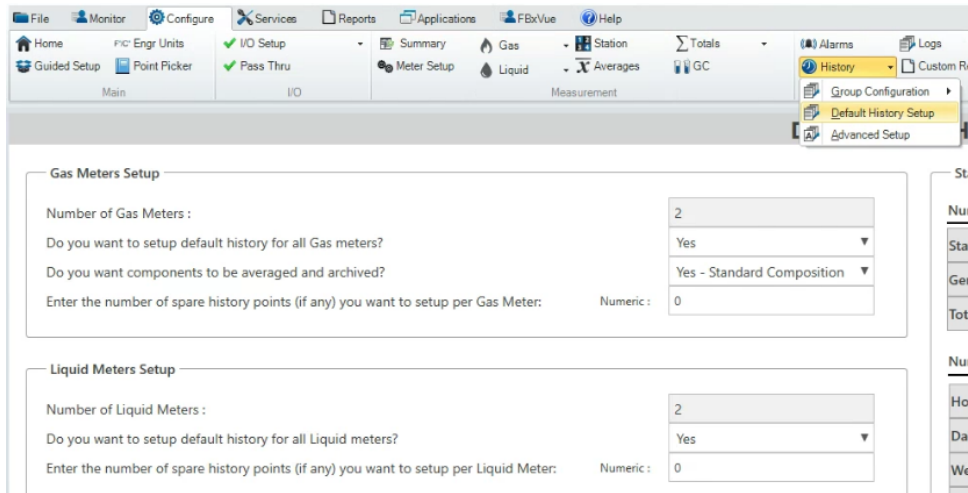 File Monitor Configure Services Reports Applications FBxVue Help
Home Engr Units I/O Setup Summary Gas Station Totals Alarms Logs
Guided Setup Point Picker Pass Thru Meter Setup Liquid Averages GC History Custom
Main I/O Measurement
Group Configuration
Default History Setup
Advanced Setup
Gas Meters Setup
Number of Gas Meters : 2
Do you want to setup default history for all Gas meters? Yes
Do you want components to be averaged and archived? Yes - Standard Composition
Enter the number of spare history points (if any) you want to setup per Gas Meter: Numeric : 0
Liquid Meters Setup
Number of Liquid Meters : 2
Do you want to setup default history for all Liquid meters? Yes
Enter the number of spare history points (if any) you want to setup per Liquid Meter: Numeric : 0